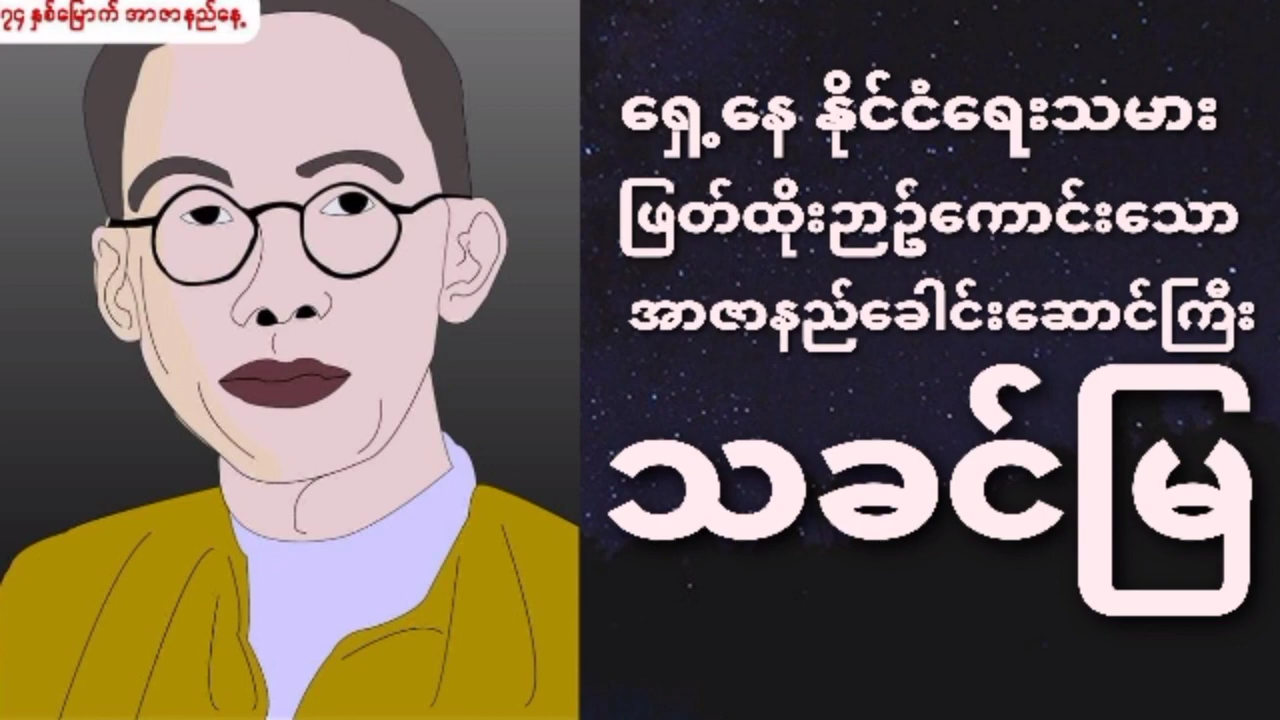 ၇၄ နှစ်မြောက် အာဇာနည်နေ့
ရှေ့နေ နိုင်ငံရေးသမား
ဖြတ်ထိုးဉာဥ်ကောင်းသော
အာဇာနည်ခေါင်းဆောင်ကြီး
သခင်မြ